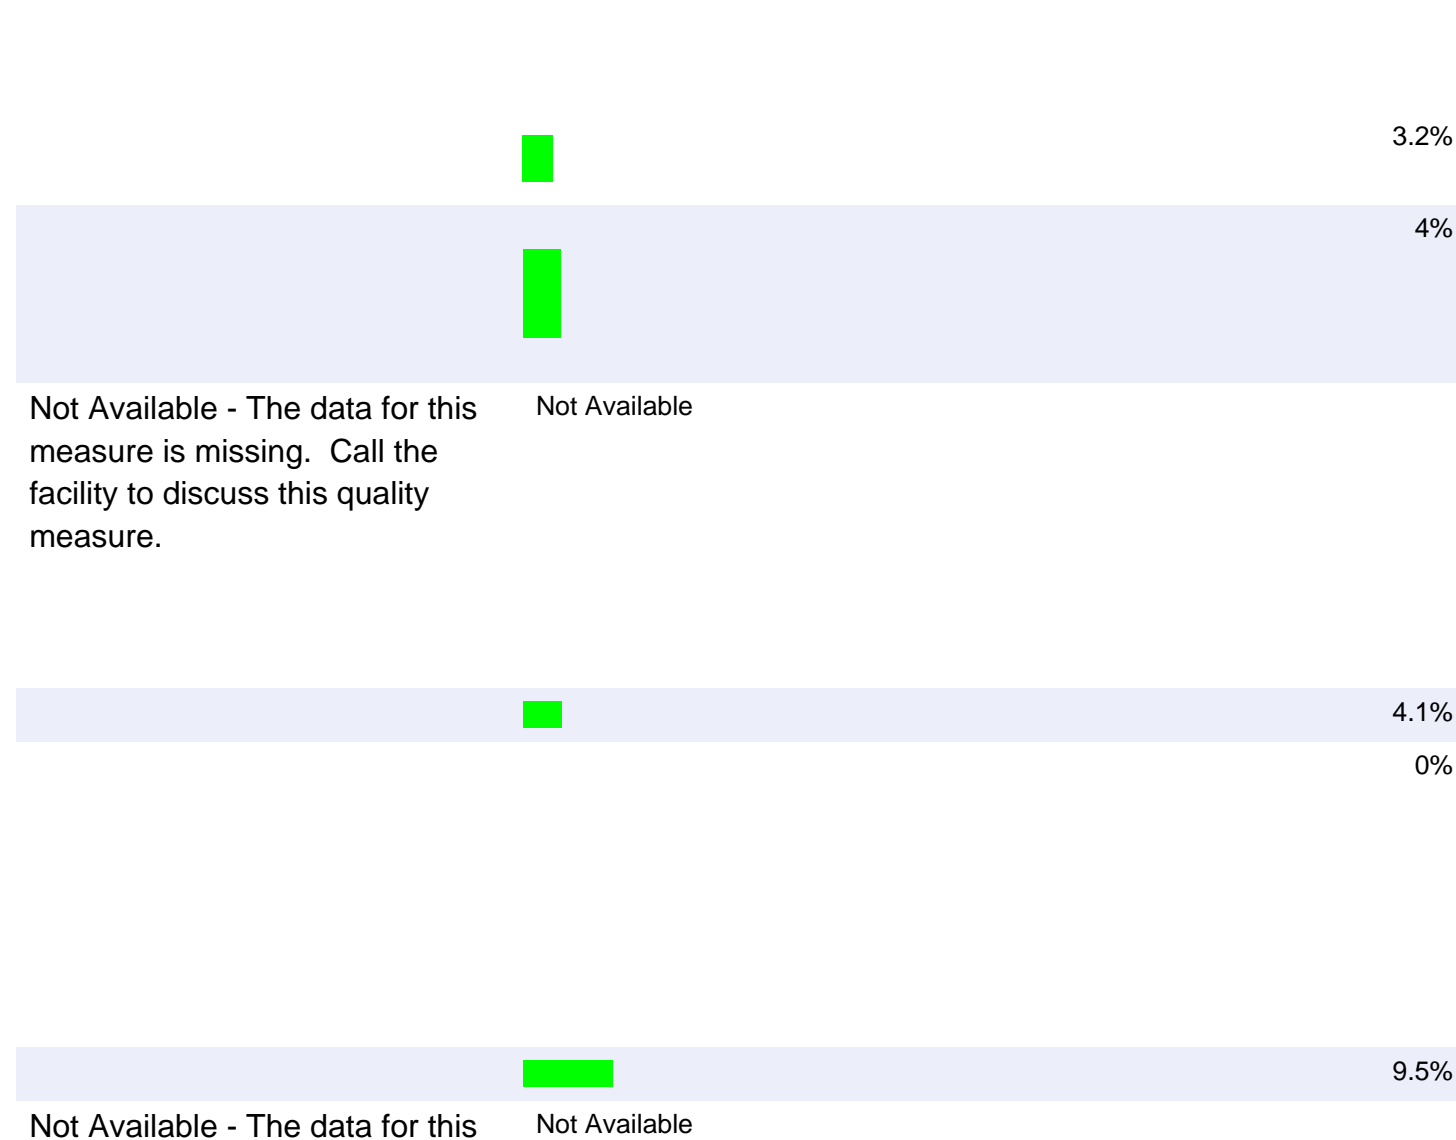 3.2%
4%
Not Available - The data for this
measure is missing.  Call the
facility to discuss this quality
measure.
Not Available
4.1%
0%
9.5%
Not Available - The data for this
Not Available